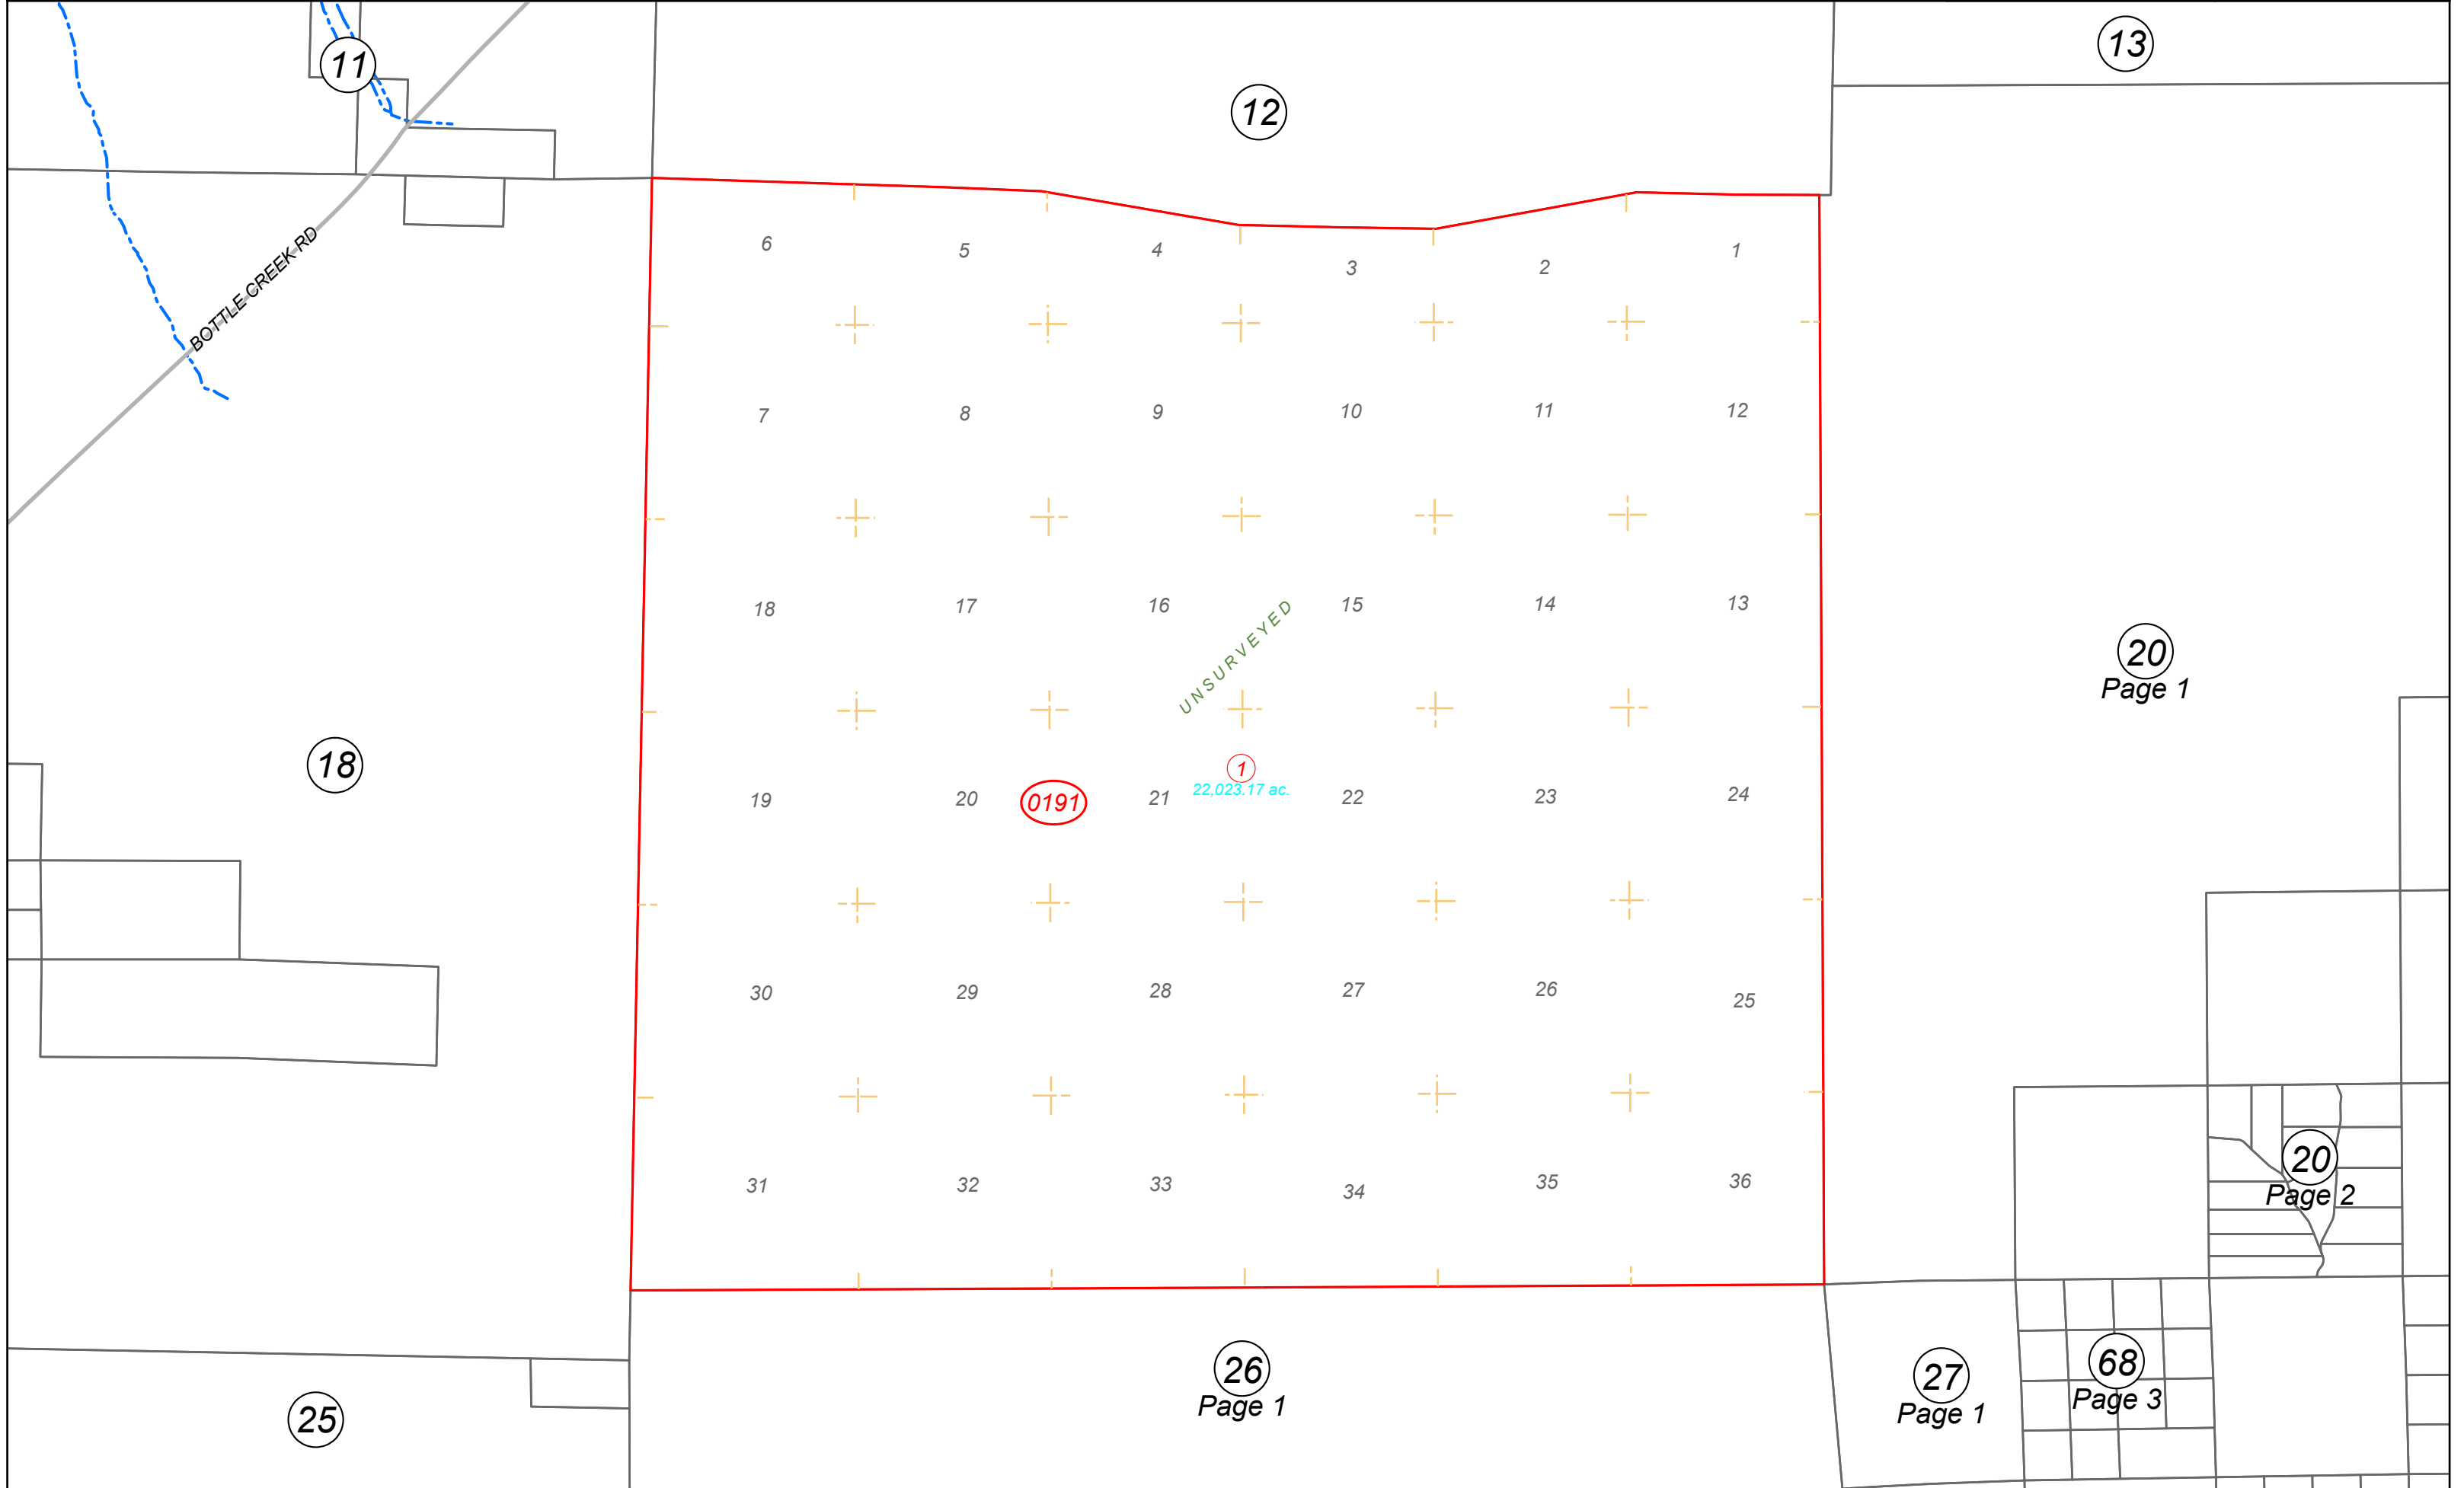 13
11
12
BOTTLE CREEK RD
6 5 4 3 2 1
7 8 9 10 11 12
18 17 16 15 14 13
UNSURVEYED
20
Page 1
18
1
22,023.17 ac.
19 20 0191 21 22 23 24
30 29 28 27 26 25
20
Page 2
31 32 33 34 35 36
26
Page 1
27
Page 1
68
Page 3
25